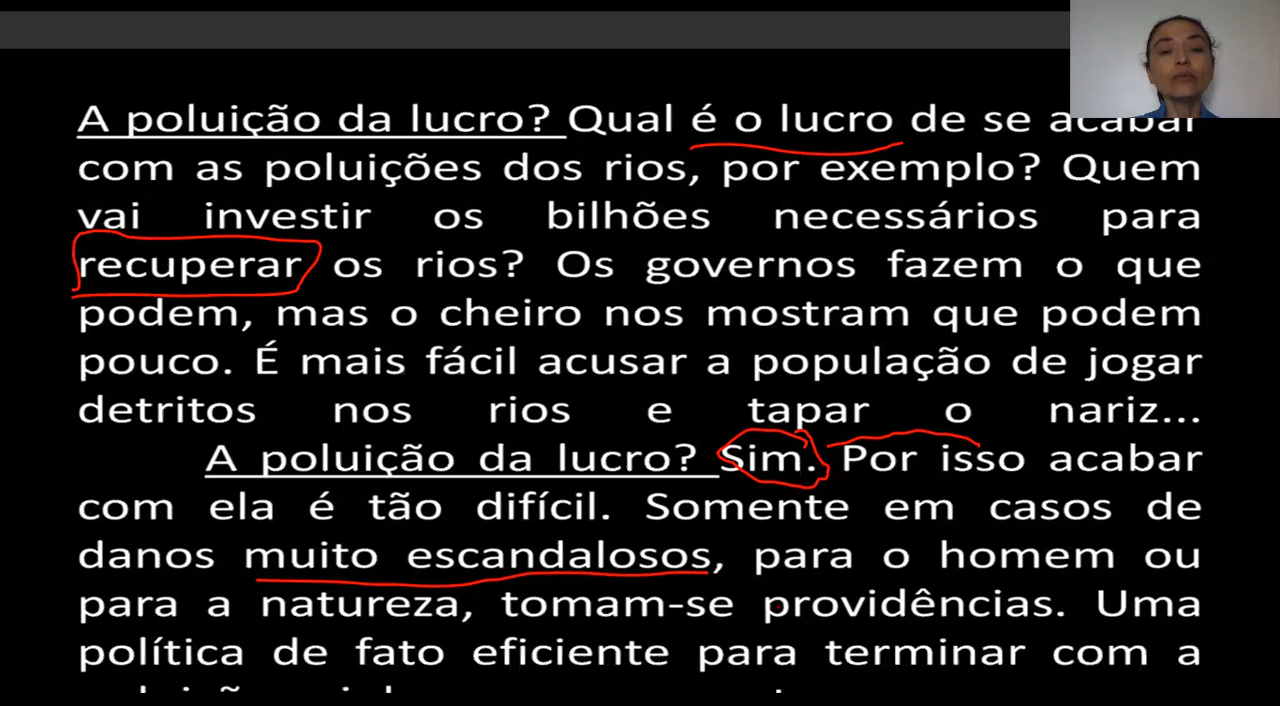 A poluição da lucro? Qual é o lucro de se acabar
com as poluições dos rios, por exemplo? Quem
vai investir os bilhões necessários para
recuperar os rios? Os governos fazem o que
podem, mas o cheiro nos mostram que podem
pouco. É mais fácil acusar a população de jogar
detritos nos rios e tapar o nariz...
A poluição da lucro? Sim. Por isso acabar
com ela é tão difícil. Somente em casos de
danos muito escandalosos, para o homem ou
para a natureza, tomam-se providências. Uma
política de fato eficiente para terminar com a